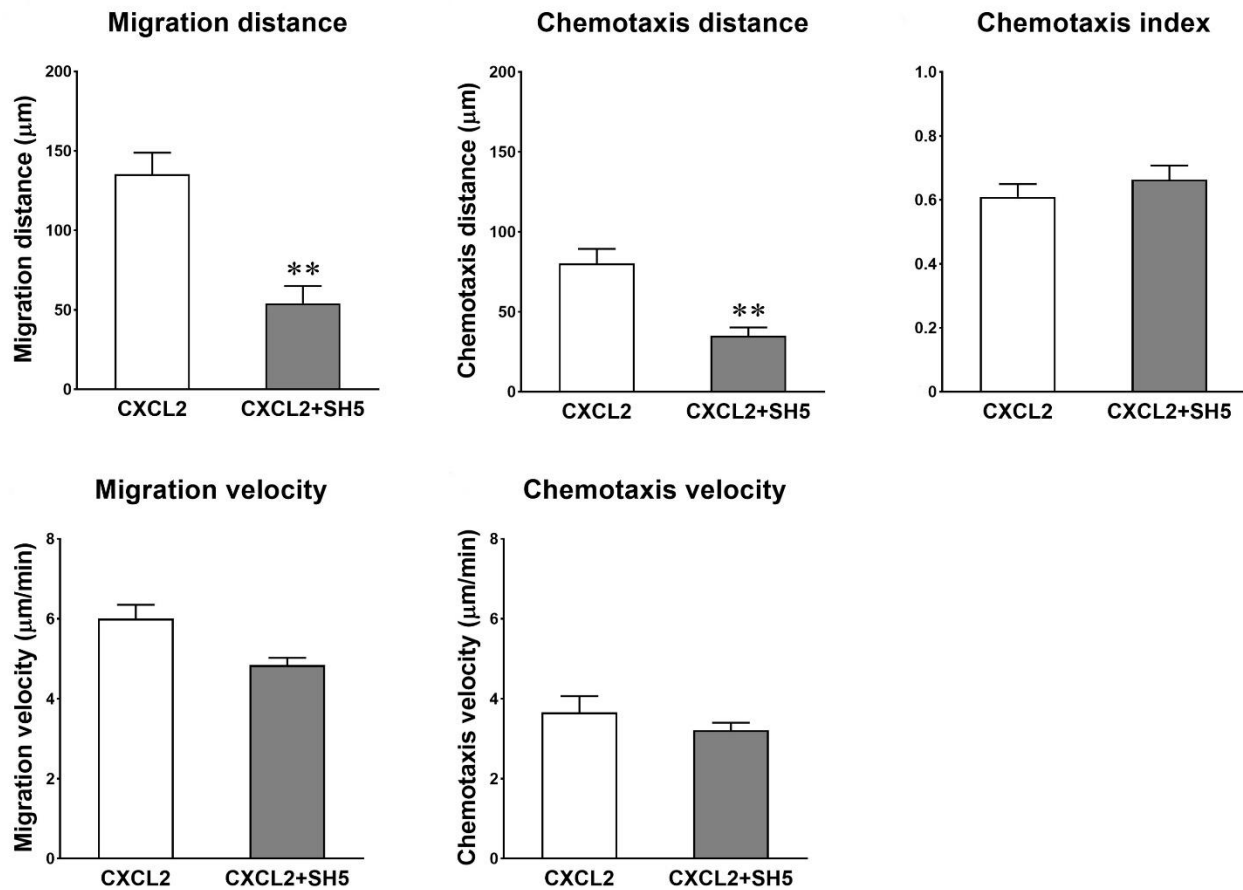 Migration distance
Migration distance (μm)
200
150
100
50
0
**
CXCL2
CXCL2+SH5
Chemotaxis distance
Chemotaxis distance (μm)
200
150
100
50
0
**
CXCL2
CXCL2+SH5
Chemotaxis index
1.0
0.8
0.6
0.4
0.2
0
CXCL2
CXCL2+SH5
Migration velocity
Migration velocity (μm/min)
8
6
4
2
0
CXCL2
CXCL2+SH5
Chemotaxis velocity
Chemotaxis velocity (μm/min)
8
6
4
2
0
CXCL2
CXCL2+SH5